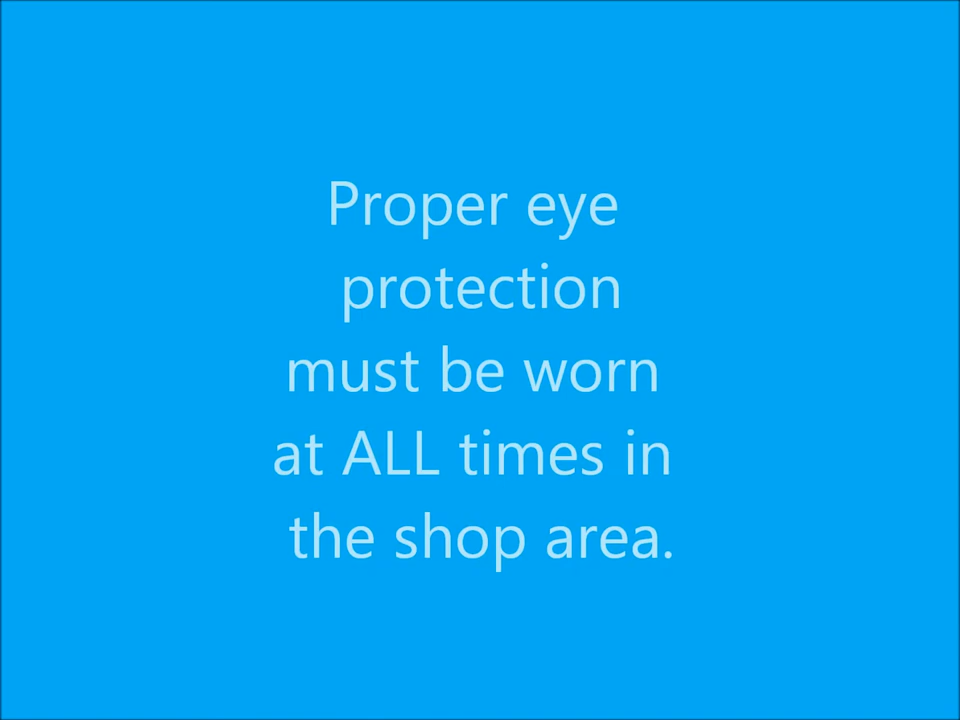 Proper eye
protection
must be worn
at ALL times in
the shop area.